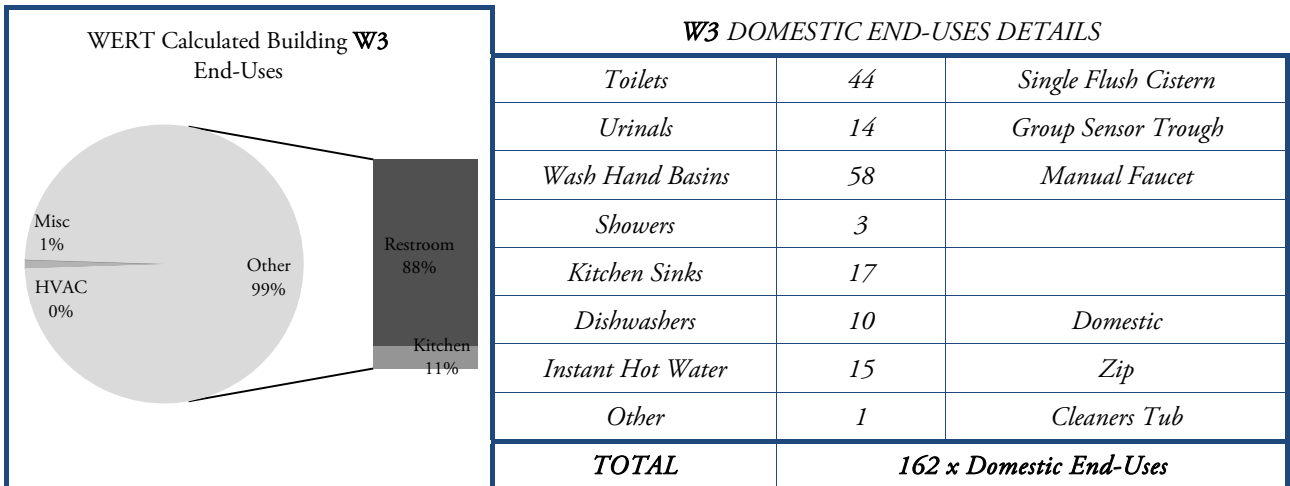 WERT Calculated Building W3
End-Uses
Misc
1%
HVAC
0%
Other
99%
Restroom
88%
Kitchen
11%
W3 DOMESTIC END-USES DETAILS
Toilets 44 Single Flush Cistern
Urinals 14 Group Sensor Trough
Wash Hand Basins 58 Manual Faucet
Showers 3
Kitchen Sinks 17
Dishwashers 10 Domestic
Instant Hot Water 15 Zip
Other 1 Cleaners Tub
TOTAL 162 x Domestic End-Uses